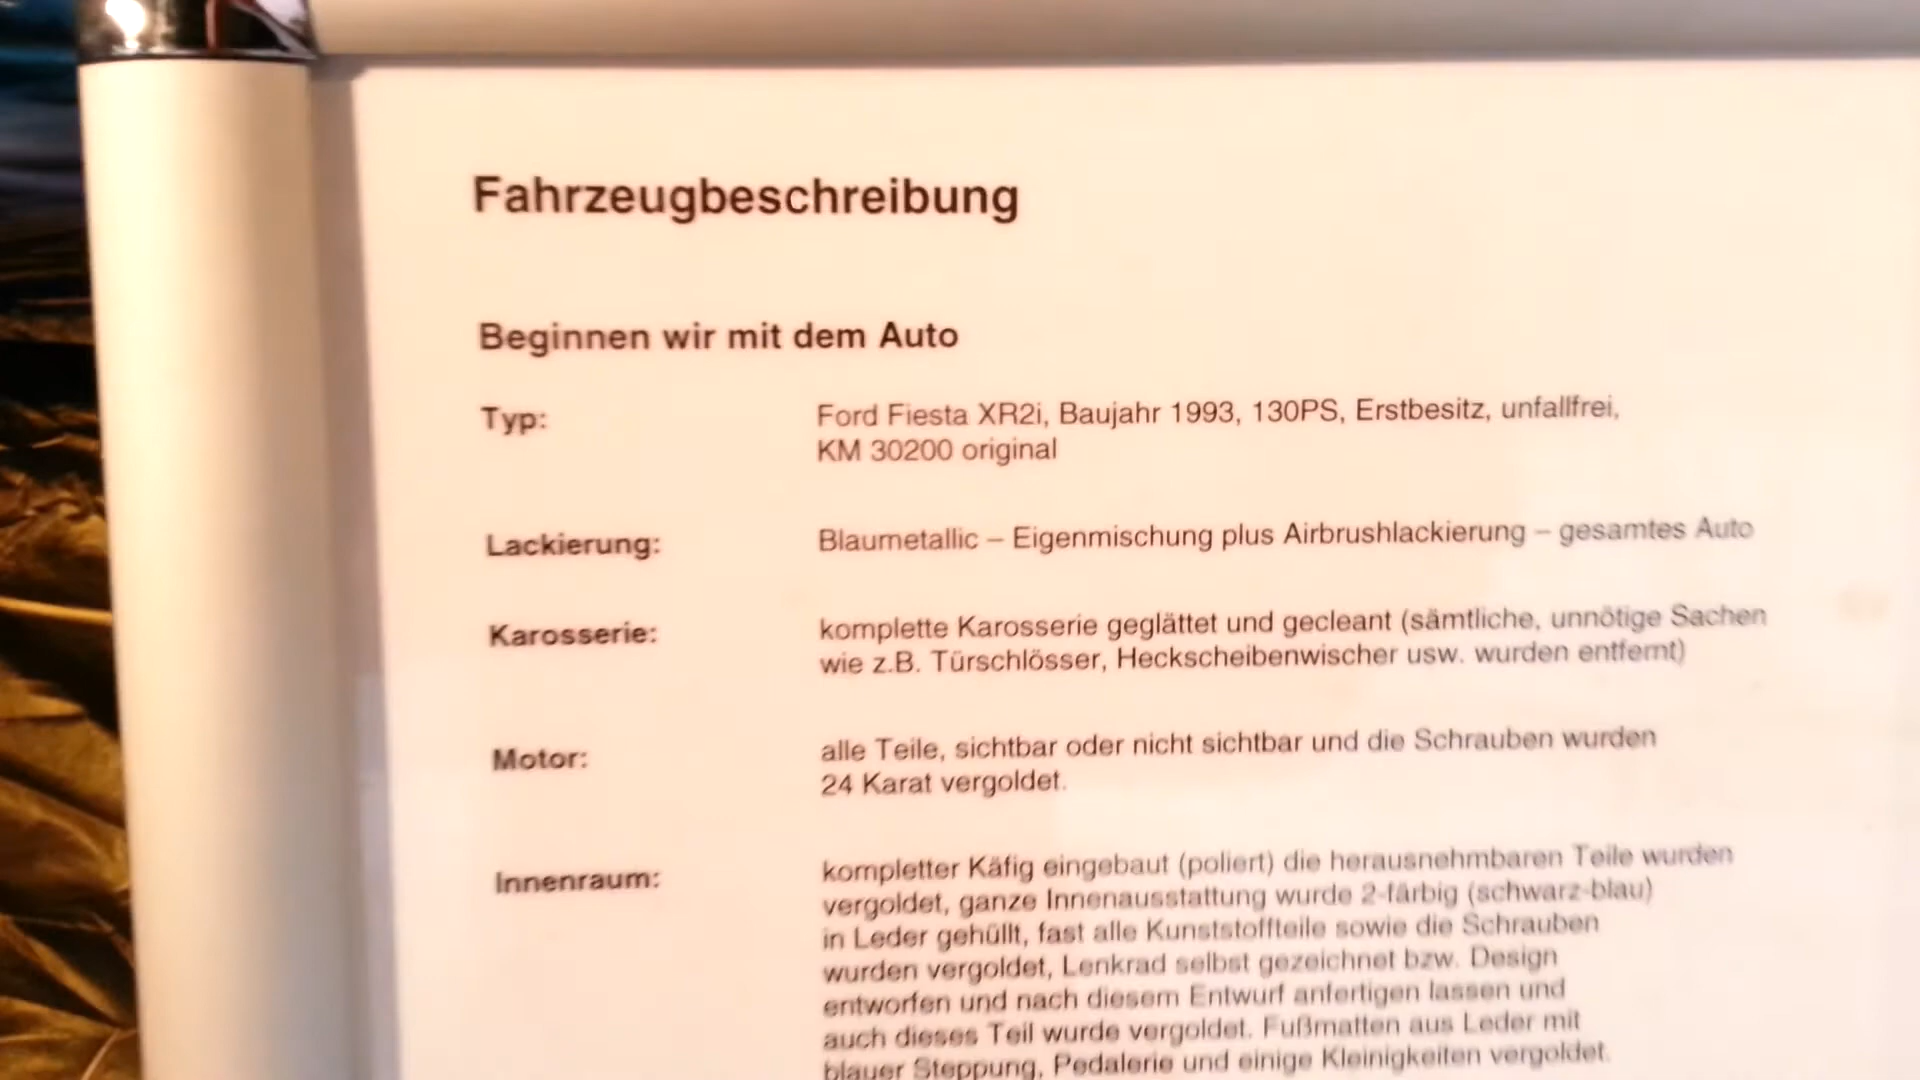 Fahrzeugbeschreibung
Beginnen wir mit dem Auto
Typ: Ford Fiesta XR2i, Baujahr 1993, 130PS, Erstbesitz, unfallfrei,
KM 30200 original
Lackierung: Blaumetallic – Eigenmischung plus Airbrushlackierung – gesamtes Auto
Karosserie: komplette Karosserie geglättet und gecleant (sämtliche, unnötige Sachen
wie z.B. Türschlösser, Heckscheibenwischer usw. wurden entfernt)
Motor: alle Teile, sichtbar oder nicht sichtbar und die Schrauben wurden
24 Karat vergoldet.
Innenraum: kompletter Käfig eingebaut (poliert) die herausnehmbaren Teile wurden
vergoldet, ganze Innenausstattung wurde 2-färbig (schwarz-blau)
in Leder gehüllt, fast alle Kunststoffteile sowie die Schrauben
wurden vergoldet, Lenkrad selbst gezeichnet bzw. Design
entworfen und nach diesem Entwurf anfertigen lassen und
auch dieses Teil wurde vergoldet. Fußmatten aus Leder mit
blauer Steppung, Pedalerie und einige Kleinigkeiten vergoldet.